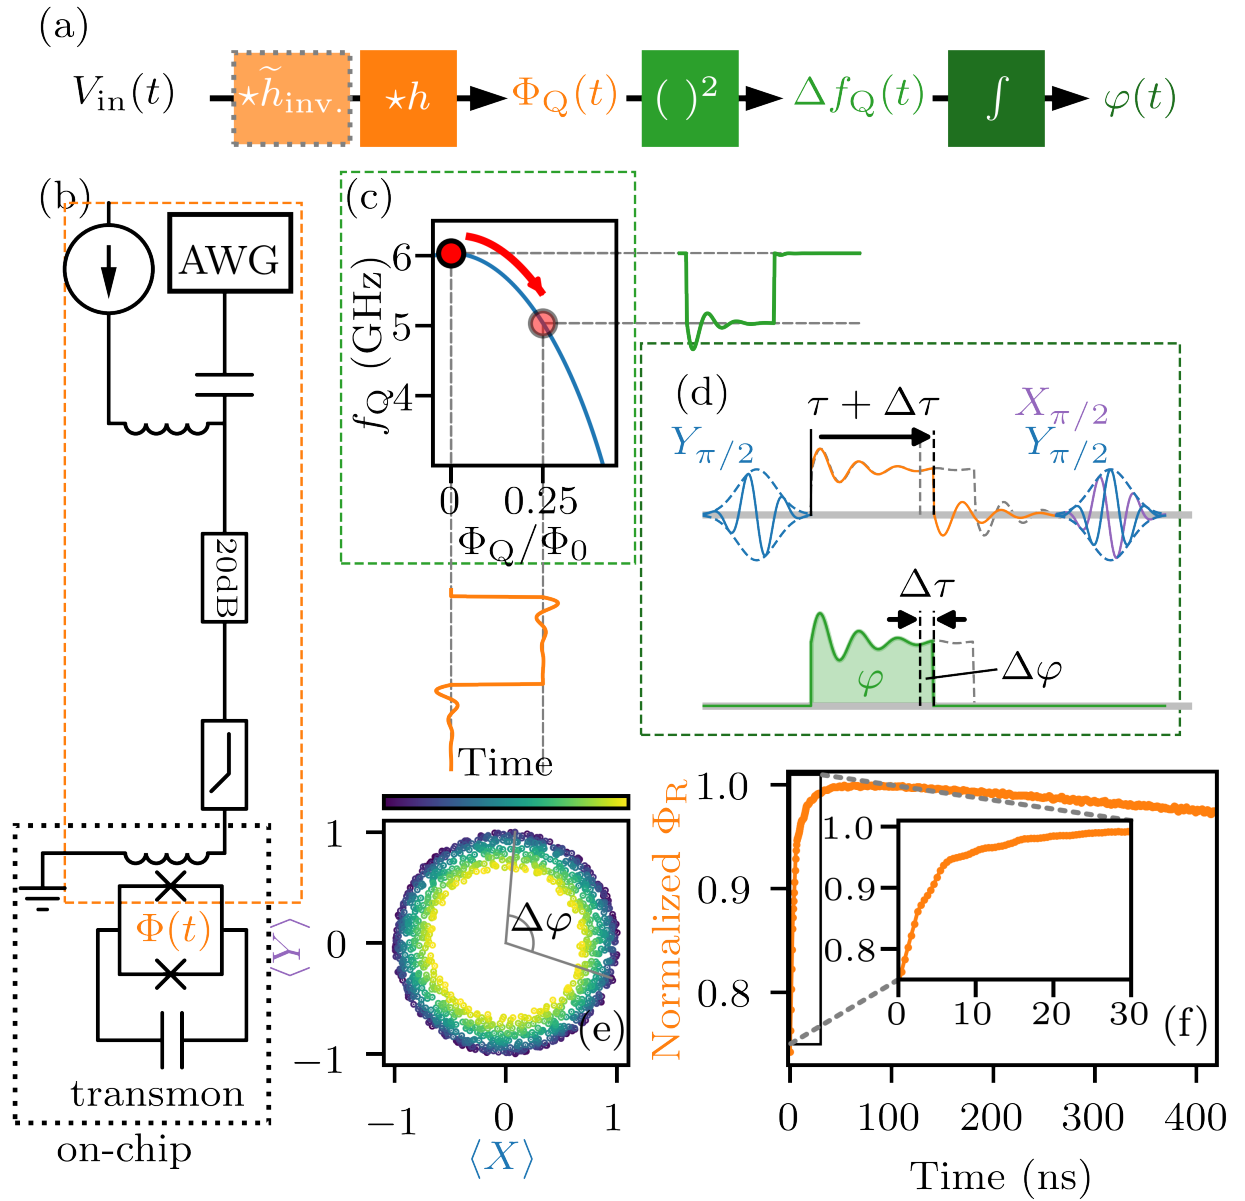 (a)
V_in(t)
⋆h̃_inv.
⋆h
Φ_Q(t)
( )²
Δf_Q(t)
∫
φ(t)
(b)
AWG
20dB
Φ(t)
transmon
on-chip
(c)
f_Q (GHz)
6
5
4
0
0.25
Φ_Q/Φ_0
Time
(d)
τ + Δτ
Y_π/2
X_π/2
Y_π/2
Δτ
φ
Δφ
⟨Y⟩
1
0
−1
Δφ
(e)
−1
0
1
⟨X⟩
Normalized Φ_R
1.0
0.9
0.8
1.0
0.9
0.8
0
10
20
30
(f)
0
100
200
300
400
Time (ns)